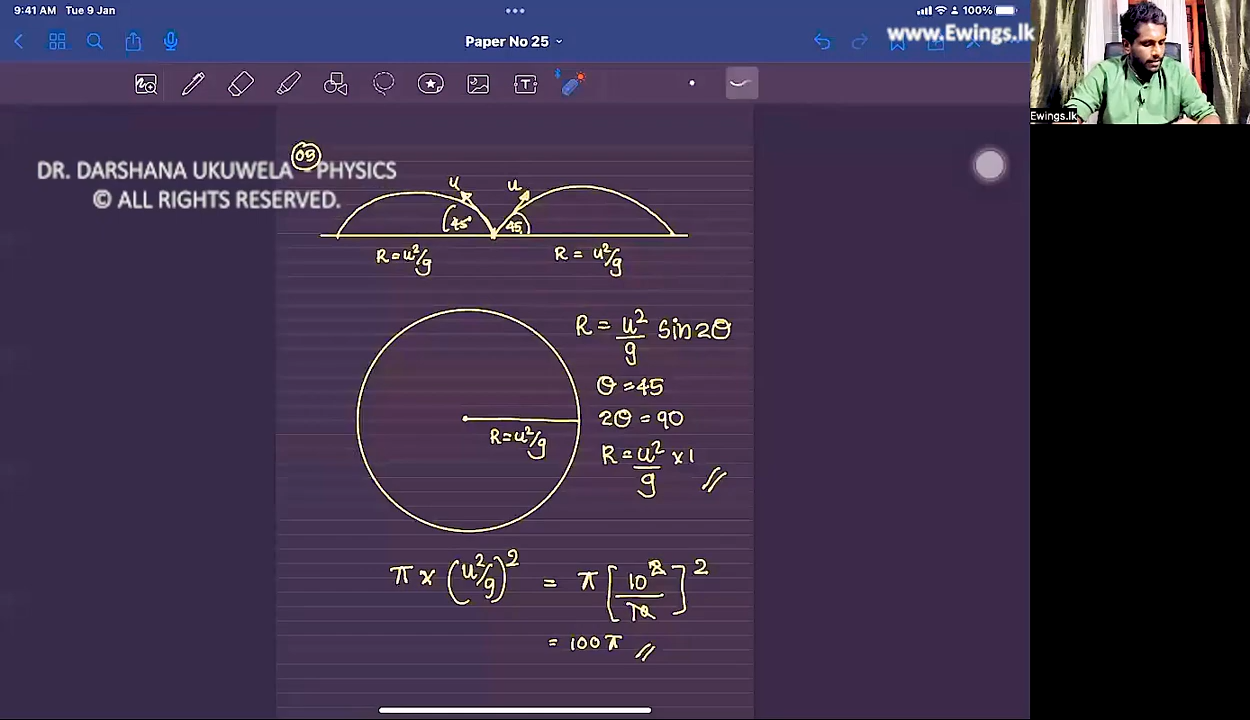 9:41 AM Tue 9 Jan
100%
Paper No 25
www.Ewings.lk
Ewings.lk
05
DR. DARSHANA UKUWELA - PHYSICS
© ALL RIGHTS RESERVED.
u u
45° 45
R = u²/g R = u²/g
R = u²/g sin2θ
θ = 45
2θ = 90
R = u²/g
R = u²/g × 1 //
π × (u²/g)² = π [10²/10]²
= 100π //